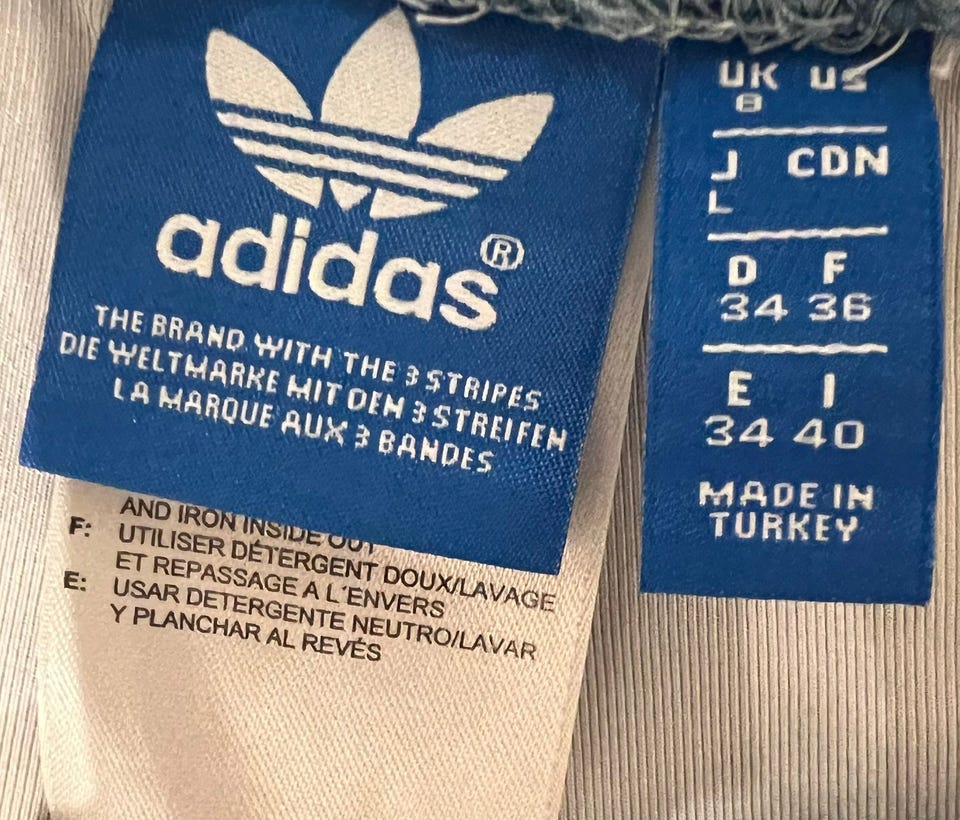 adidas®
THE BRAND WITH THE 3 STRIPES
DIE WELTMARKE MIT DEM 3 STREIFEN
LA MARQUE AUX 3 BANDES
AND IRON INSIDE OUT
F: UTILISER DÉTERGENT DOUX/LAVAGE
ET REPASSAGE A L´ENVERS
E: USAR DETERGENTE NEUTRO/LAVAR
Y PLANCHAR AL REVÉS
UK US
8
J CDN
L
D F
34 36
E I
34 40
MADE IN
TURKEY